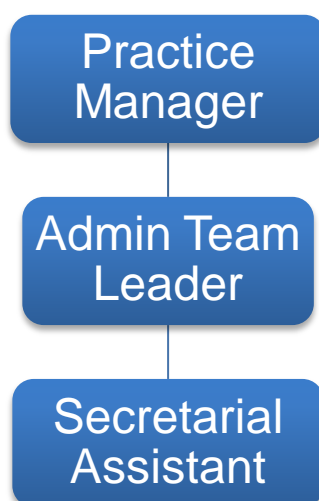 Practice
Manager
Admin Team
Leader
Secretarial
Assistant